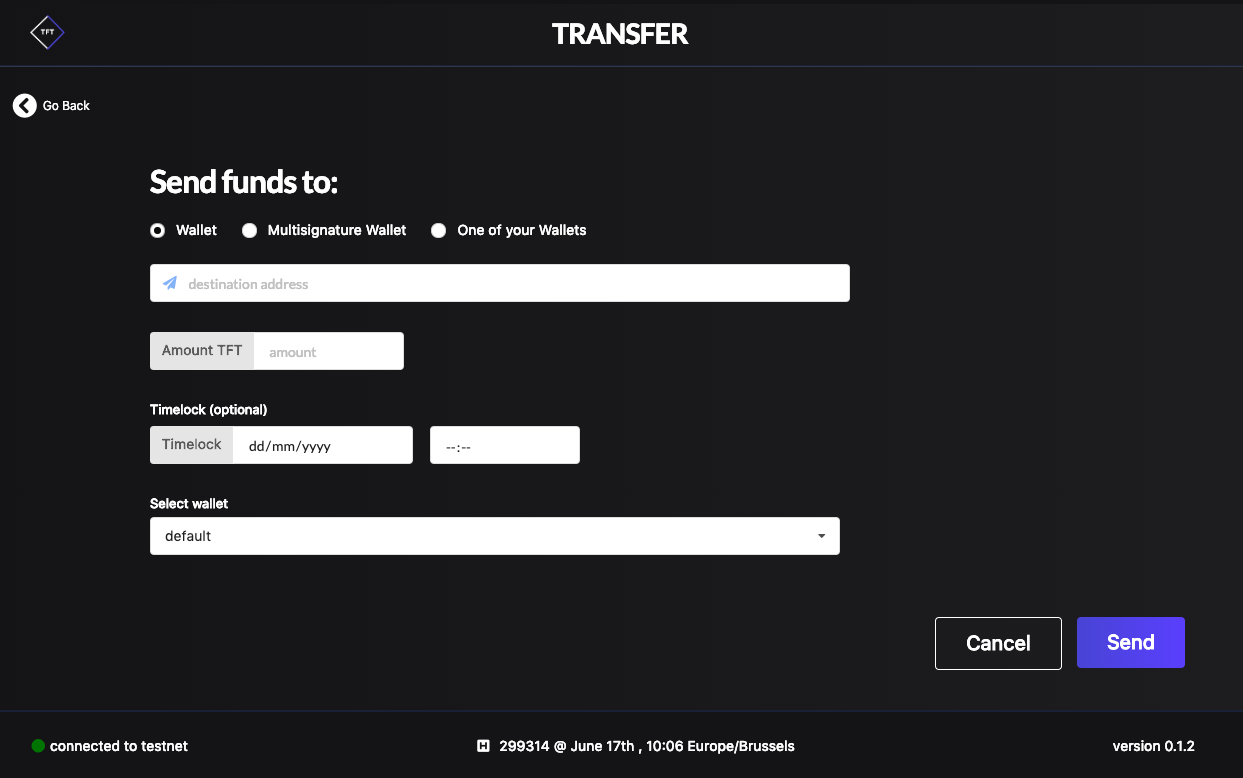 TFT
TRANSFER
Go Back
Send funds to:
Wallet Multisignature Wallet One of your Wallets
destination address
Amount TFT amount
Timelock (optional)
Timelock dd/mm/yyyy --:--
Select wallet
default
Cancel Send
connected to testnet H 299314 @ June 17th , 10:06 Europe/Brussels version 0.1.2